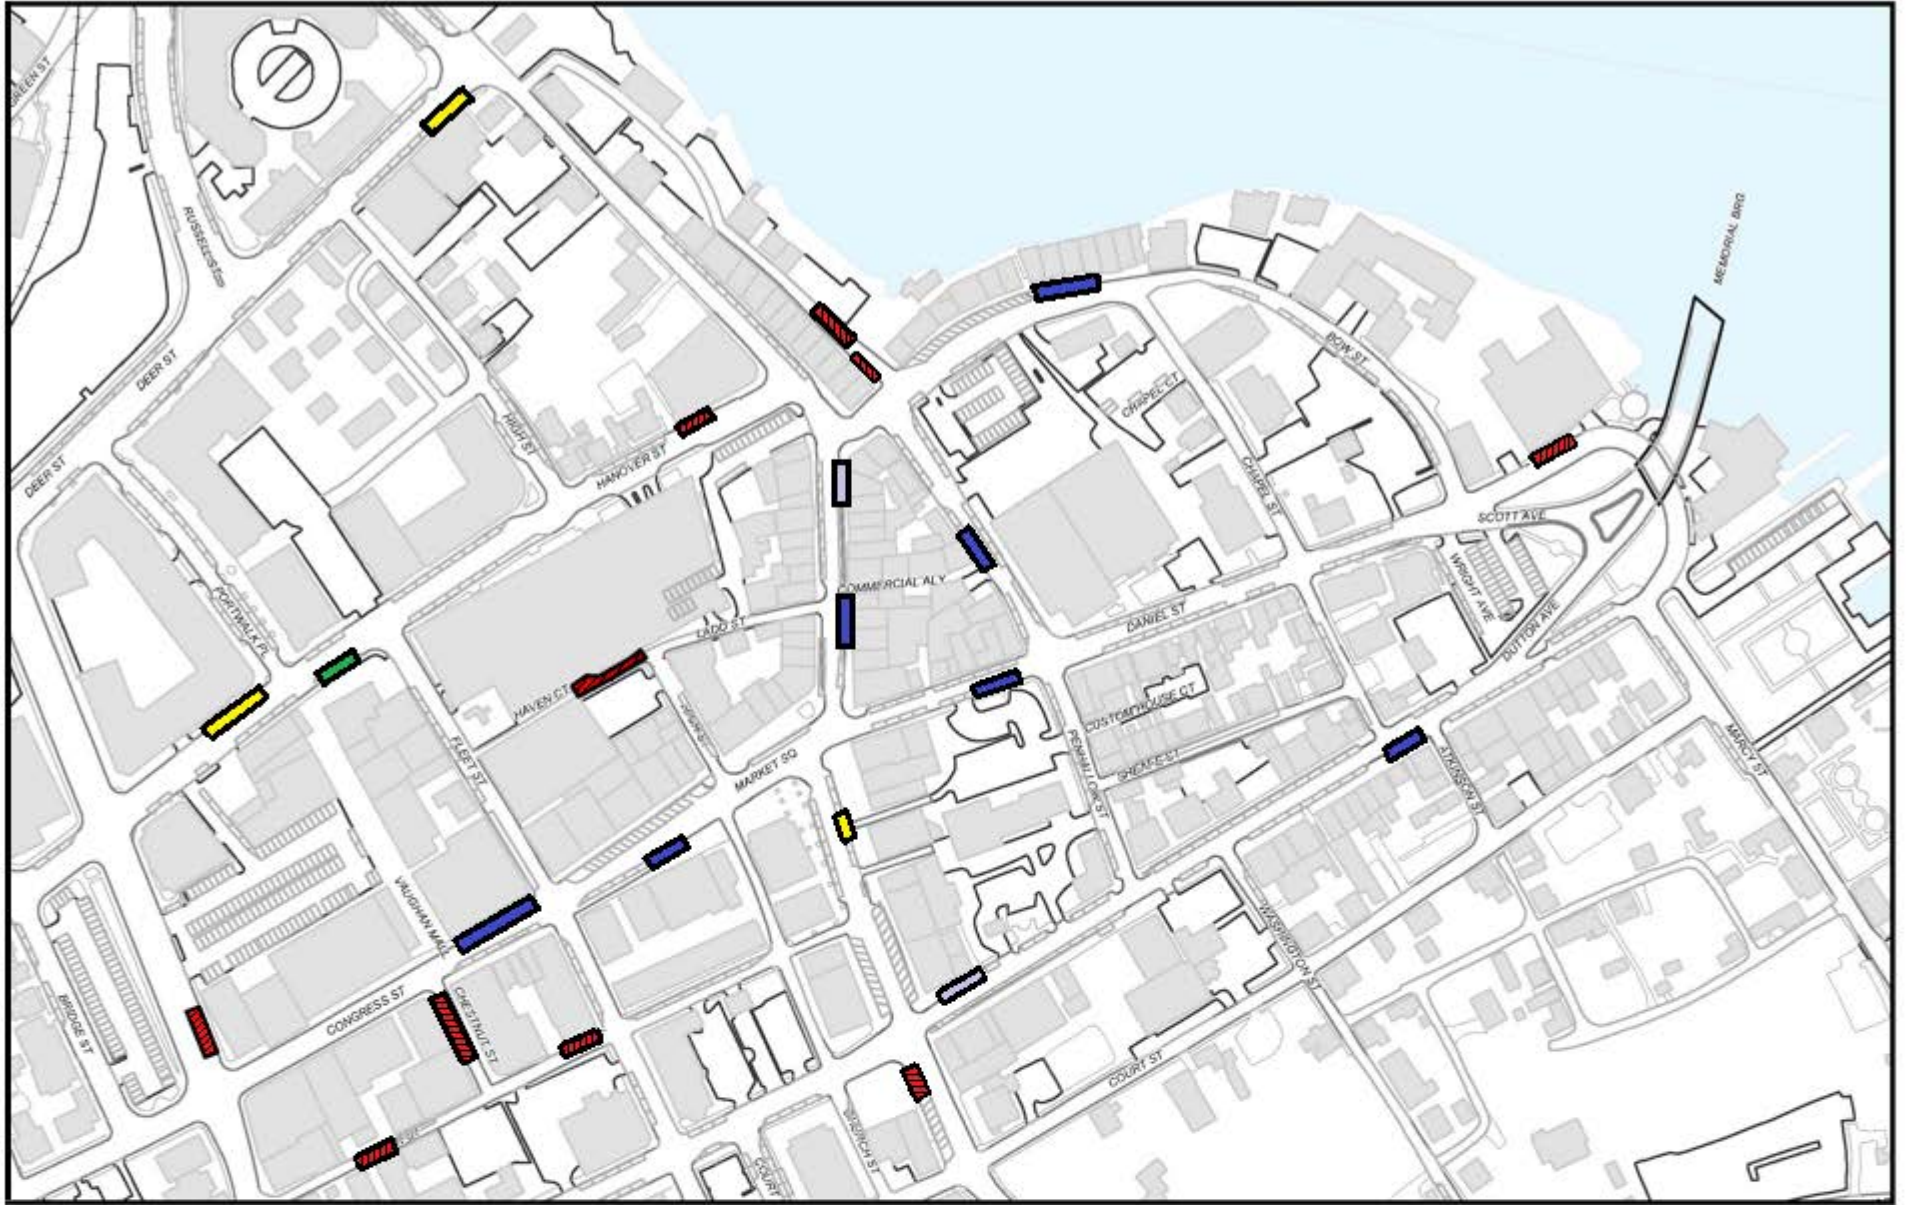 GREEN ST
MEMORIAL BRG
RUSSELL ST
DEER ST
BOW ST
CHAPEL CT
HIGH ST
HANOVER ST
DEER ST
CHAPEL ST
SCOTT AVE
WRIGHT AVE
COMMERCIAL ALY
PORTWALK PL
LADD ST
DANIEL ST
DUTTON AVE
HAVEN CT
CUSTOM HOUSE CT
FLEET ST
MARKET SQ
PENHALLOW ST
SHEAFE ST
ATKINSON ST
MARCY ST
VAUGHAN MALL
WASHINGTON ST
BRIDGE ST
CONGRESS ST
CHESTNUT ST
COURT ST
CHURCH ST
COURT